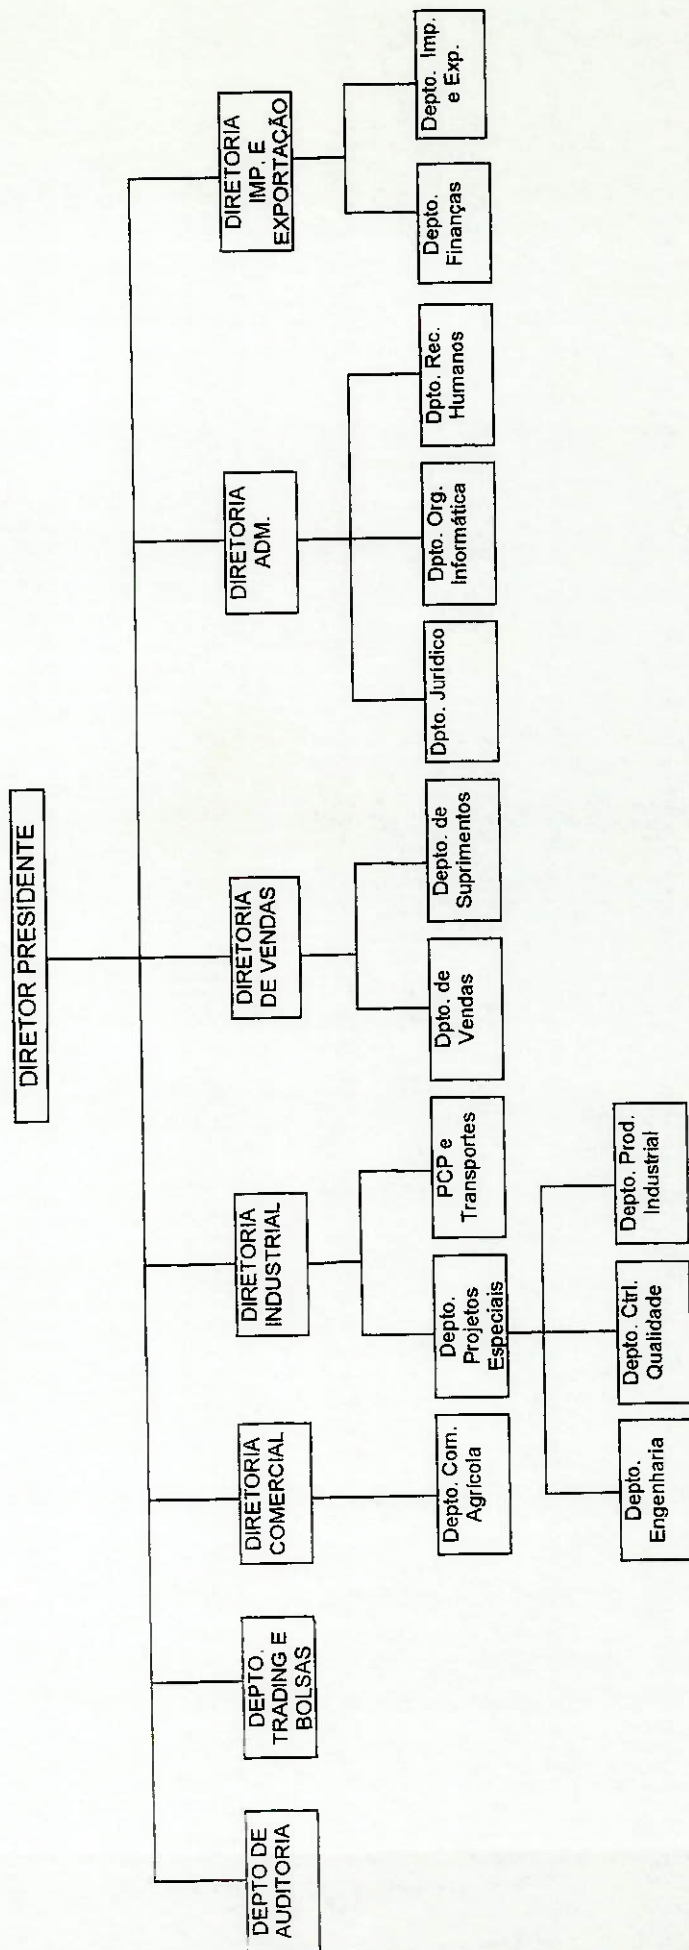 DIRETOR PRESIDENTE
DEPTO DE
AUDITORIA
DEPTO.
TRADING E
BOLSAS
DIRETORIA
COMERCIAL
DIRETORIA
INDUSTRIAL
DIRETORIA
DE VENDAS
DIRETORIA
ADM.
DIRETORIA
IMP. E
EXPORTAÇÃO
Depto. Com.
Agrícola
Depto.
Projetos
Especiais
PCP e
Transportes
Dpto. de
Vendas
Depto. de
Suprimentos
Dpto. Jurídico
Dpto. Org.
Informática
Dpto. Rec.
Humanos
Depto.
Finanças
Depto. Imp.
e Exp.
Depto.
Engenharia
Depto. Ctrl.
Qualidade
Depto. Prod.
Industrial